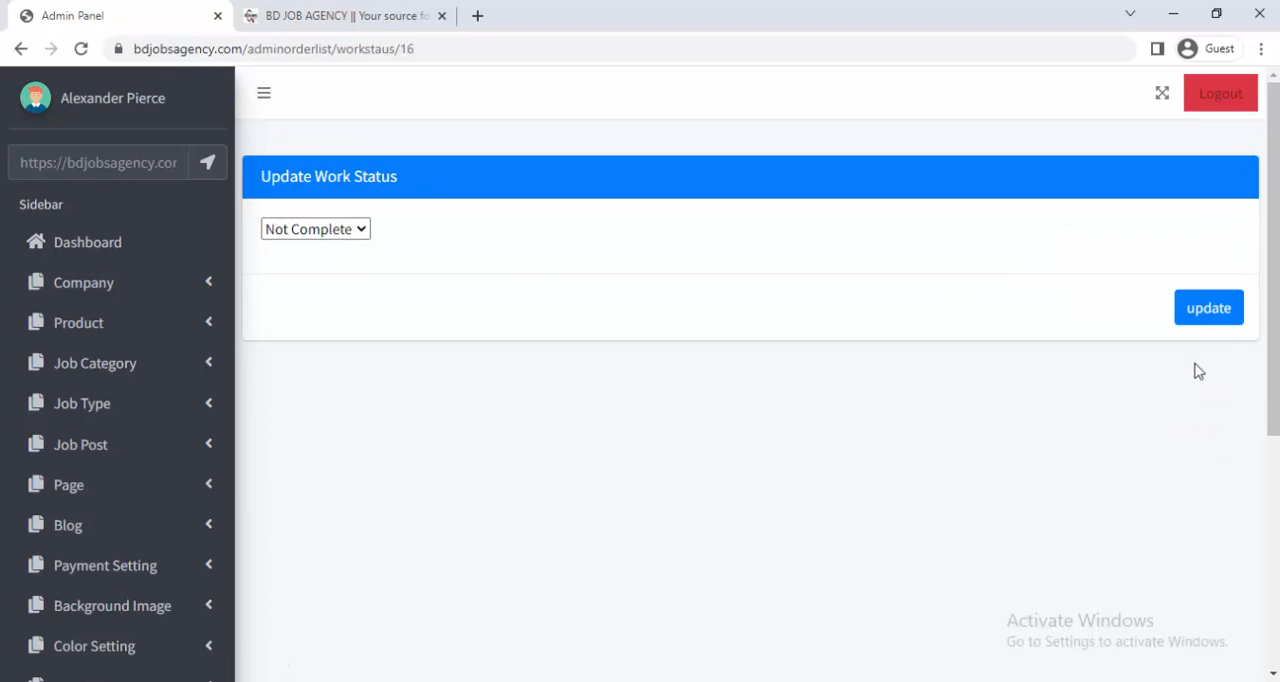 Admin Panel
BD JOB AGENCY || Your source fo
bdjobsagency.com/adminorderlist/workstaus/16
Guest
Alexander Pierce
Logout
https://bdjobsagency.cor
Update Work Status
Sidebar
Not Complete
Dashboard
Company
update
Product
Job Category
Job Type
Job Post
Page
Blog
Payment Setting
Background Image
Activate Windows
Go to Settings to activate Windows.
Color Setting